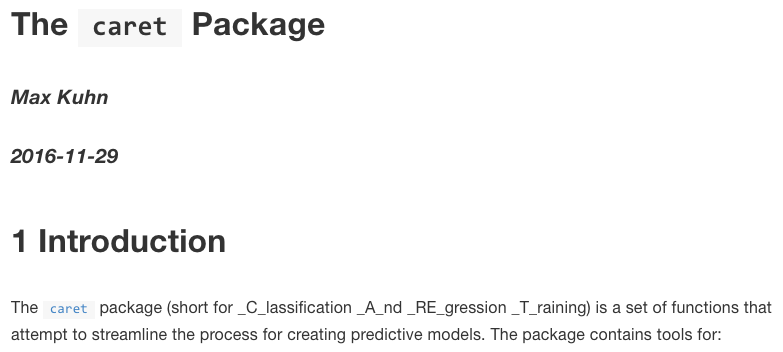 The caret Package
Max Kuhn
2016-11-29
1 Introduction
The caret package (short for _C_lassification _A_nd _RE_gression _T_raining) is a set of functions that
attempt to streamline the process for creating predictive models. The package contains tools for: